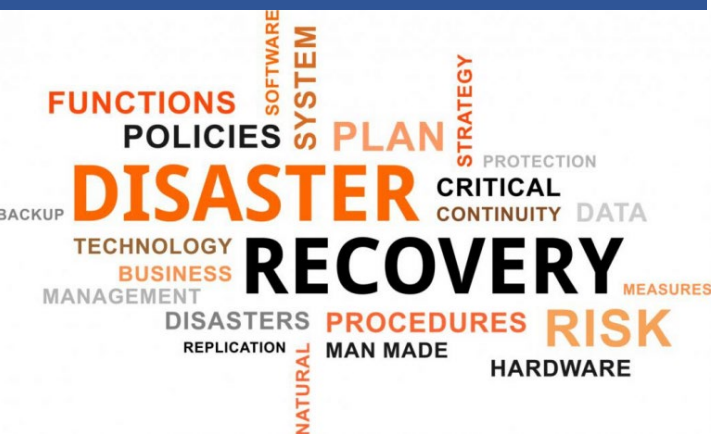 SOFTWARE
SYSTEM
STRATEGY
FUNCTIONS
POLICIES
PLAN
PROTECTION
DISASTER
CRITICAL
BACKUP
CONTINUITY
DATA
TECHNOLOGY
RECOVERY
BUSINESS
MANAGEMENT
MEASURES
DISASTERS
PROCEDURES
RISK
REPLICATION
MAN MADE
NATURAL
HARDWARE